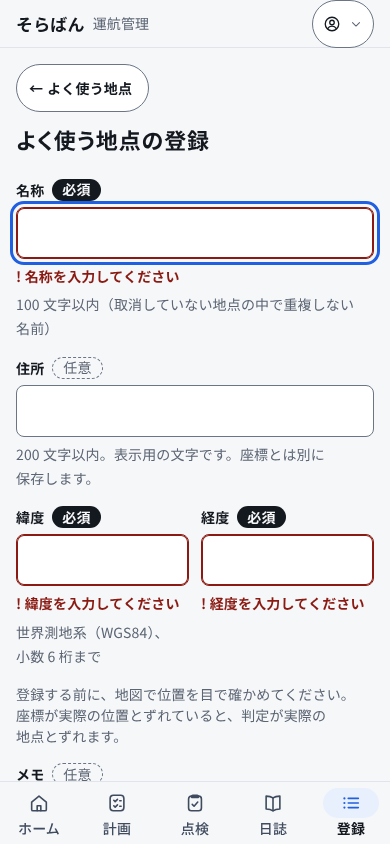 そらばん 運航管理
← よく使う地点
よく使う地点の登録
名称 必須
! 名称を入力してください
100 文字以内（取消していない地点の中で重複しない
名前）
住所 任意
200 文字以内。表示用の文字です。座標とは別に
保存します。
緯度 必須 経度 必須
! 緯度を入力してください ! 経度を入力してください
世界測地系（WGS84）、
小数 6 桁まで
登録する前に、地図で位置を目で確かめてください。
座標が実際の位置とずれていると、判定が実際の
地点とずれます。
メモ 任意
ホーム 計画 点検 日誌 登録